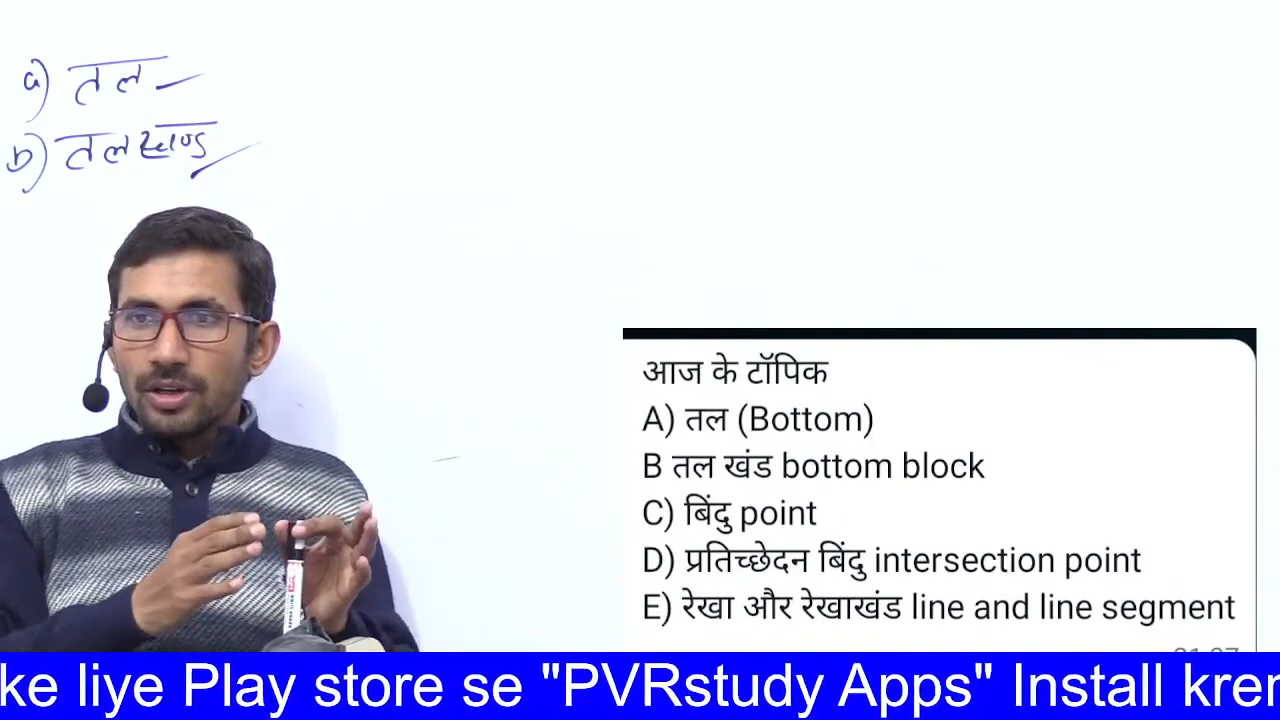 a) तल
b) तलखण्ड
आज के टॉपिक
A) तल (Bottom)
B तल खंड bottom block
C) बिंदु point
D) प्रतिच्छेदन बिंदु intersection point
E) रेखा और रेखाखंड line and line segment
ke liye Play store se "PVRstudy Apps" Install kre